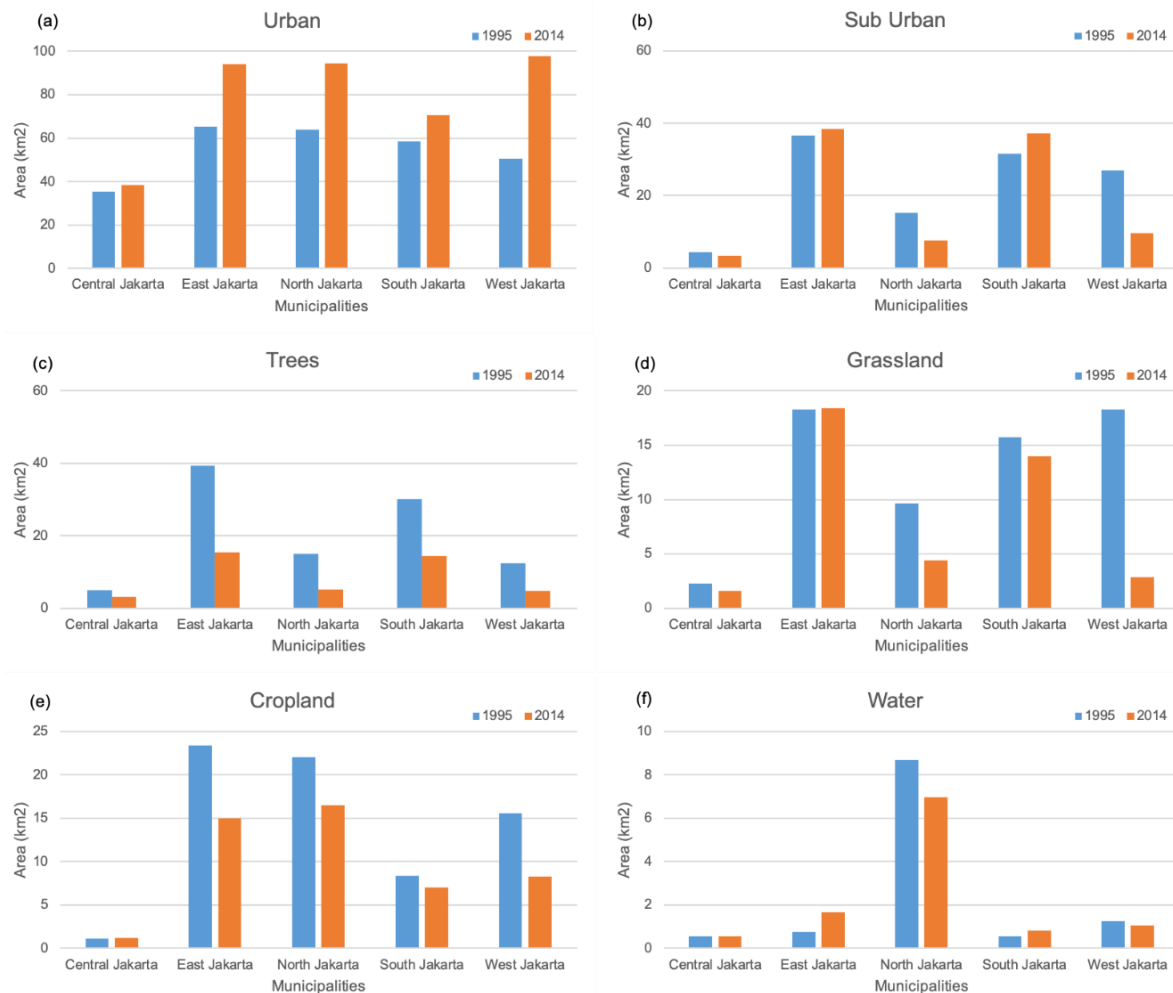 (a) Urban
1995 2014
100
80
60
40
20
0
Area (km2)
Central Jakarta East Jakarta North Jakarta South Jakarta West Jakarta
Municipalities
(b) Sub Urban
1995 2014
60
40
20
0
Area (km2)
Central Jakarta East Jakarta North Jakarta South Jakarta West Jakarta
Municipalities
(c) Trees
1995 2014
60
40
20
0
Area (km2)
Central Jakarta East Jakarta North Jakarta South Jakarta West Jakarta
Municipalities
(d) Grassland
1995 2014
20
15
10
5
0
Area (km2)
Central Jakarta East Jakarta North Jakarta South Jakarta West Jakarta
Municipalities
(e) Cropland
1995 2014
25
20
15
10
5
0
Area (km2)
Central Jakarta East Jakarta North Jakarta South Jakarta West Jakarta
Municipalities
(f) Water
1995 2014
10
8
6
4
2
0
Area (km2)
Central Jakarta East Jakarta North Jakarta South Jakarta West Jakarta
Municipalities